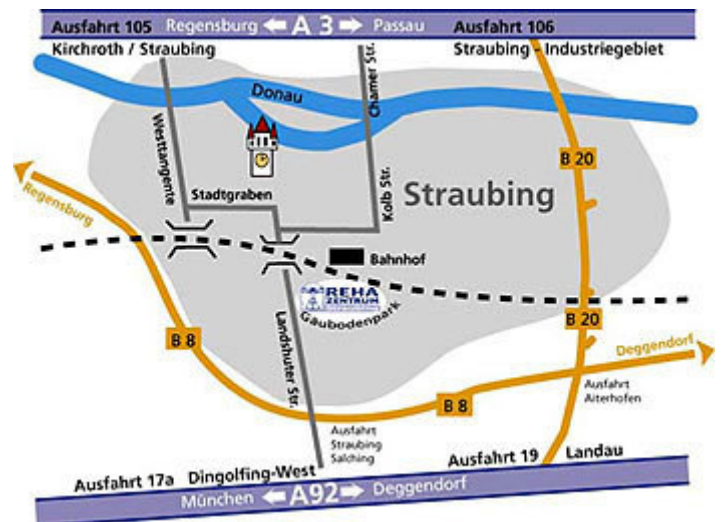 Ausfahrt 105 Regensburg A 3 Passau Ausfahrt 106
Kirchroth / Straubing
Straubing - Industriegebiet
Chamer Str.
Donau
Westtangente
B 20
Stadtgraben
Kolb Str.
Straubing
Regensburg
Bahnhof
REHA
ZENTRUM
Gäubodenpark
Landshuter Str.
B 20
B 8
Deggendorf
Ausfahrt
Aiterhofen
B 8
Ausfahrt
Straubing
Salching
Ausfahrt 17a Dingolfing-West
Ausfahrt 19 Landau
München A92 Deggendorf